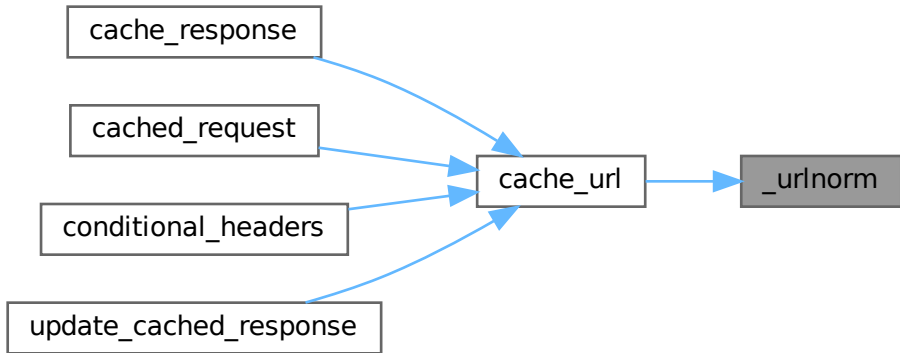 cache_response
cached_request
cache_url
_urlnorm
conditional_headers
update_cached_response